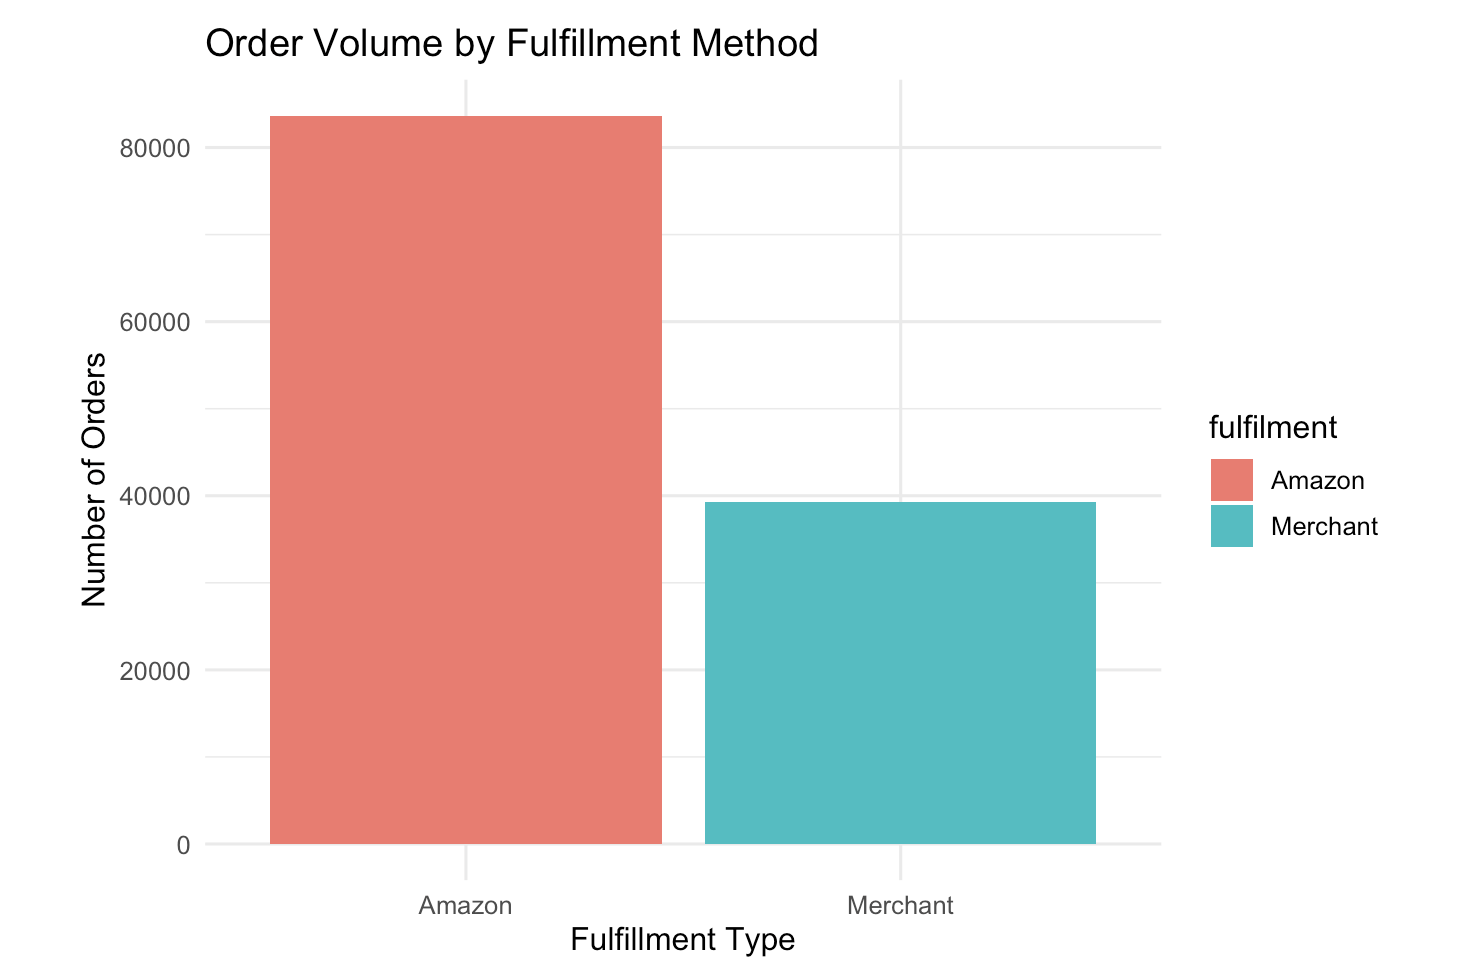 Order Volume by Fulfillment Method
Number of Orders
80000
60000
40000
20000
0
Amazon
Merchant
Fulfillment Type
fulfilment
Amazon
Merchant